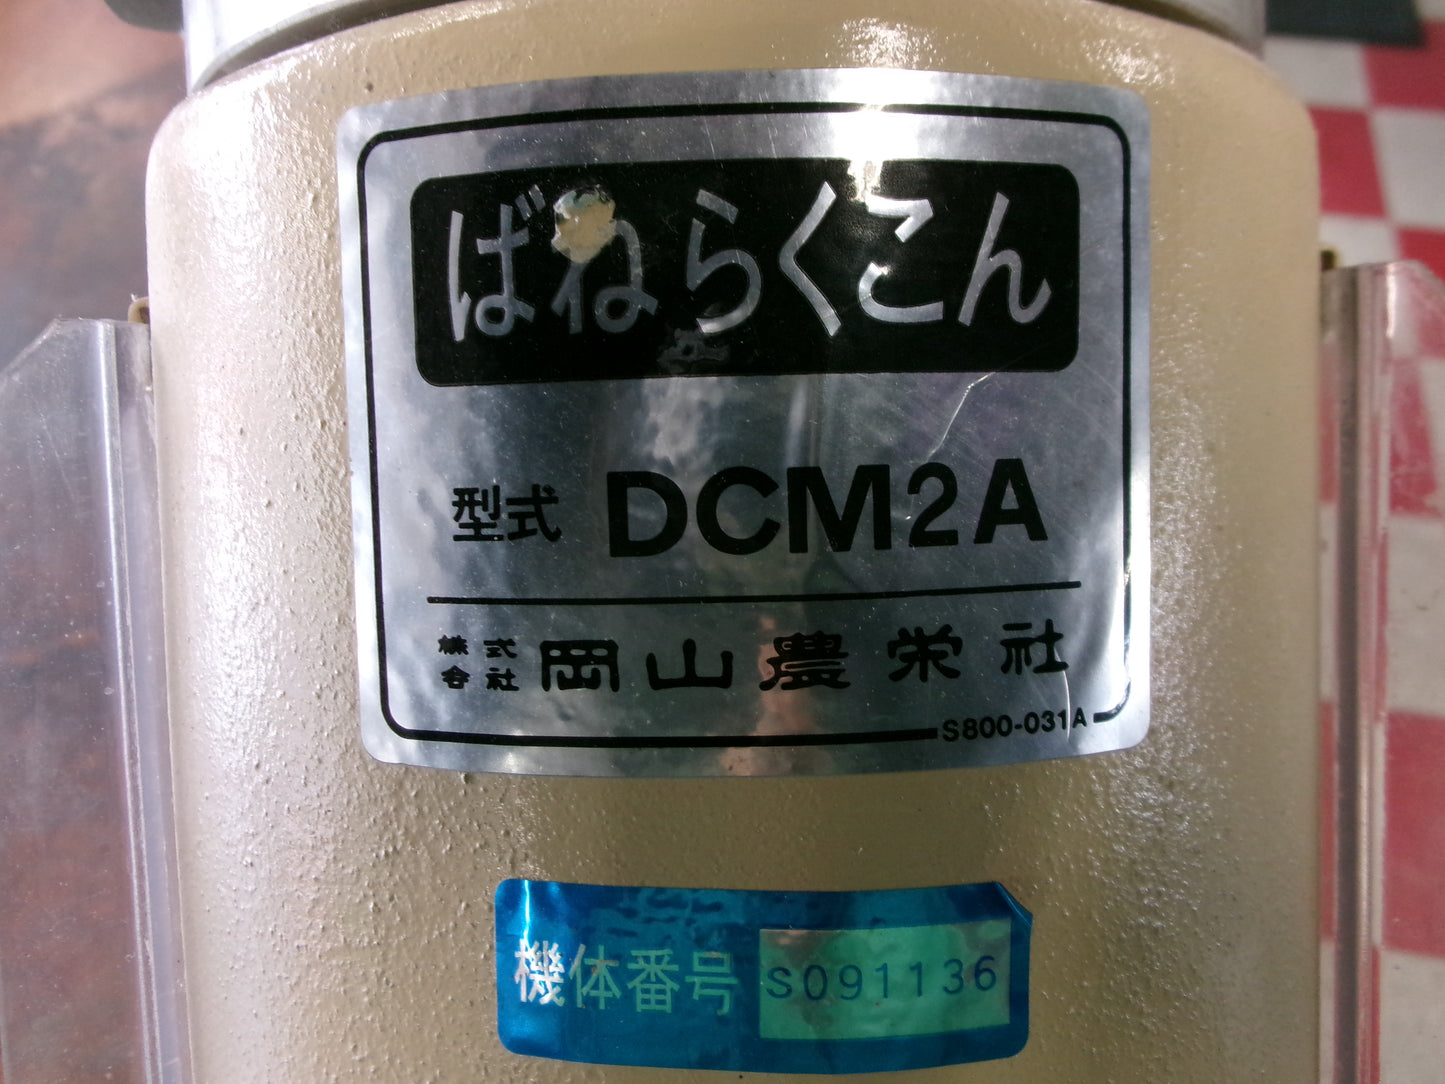 ばねらくこん
型式 DCM2A
株式会社 岡山農栄社
S800-031A
機体番号 S091136